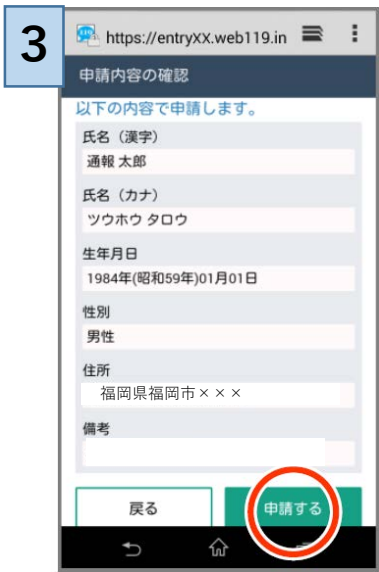 3
https://entryXX.web119.in
申請内容の確認
以下の内容で申請します。
氏名（漢字）
通報 太郎
氏名（カナ）
ツウホウ タロウ
生年月日
1984年(昭和59年)01月01日
性別
男性
住所
福岡県福岡市×××
備考
戻る
申請する